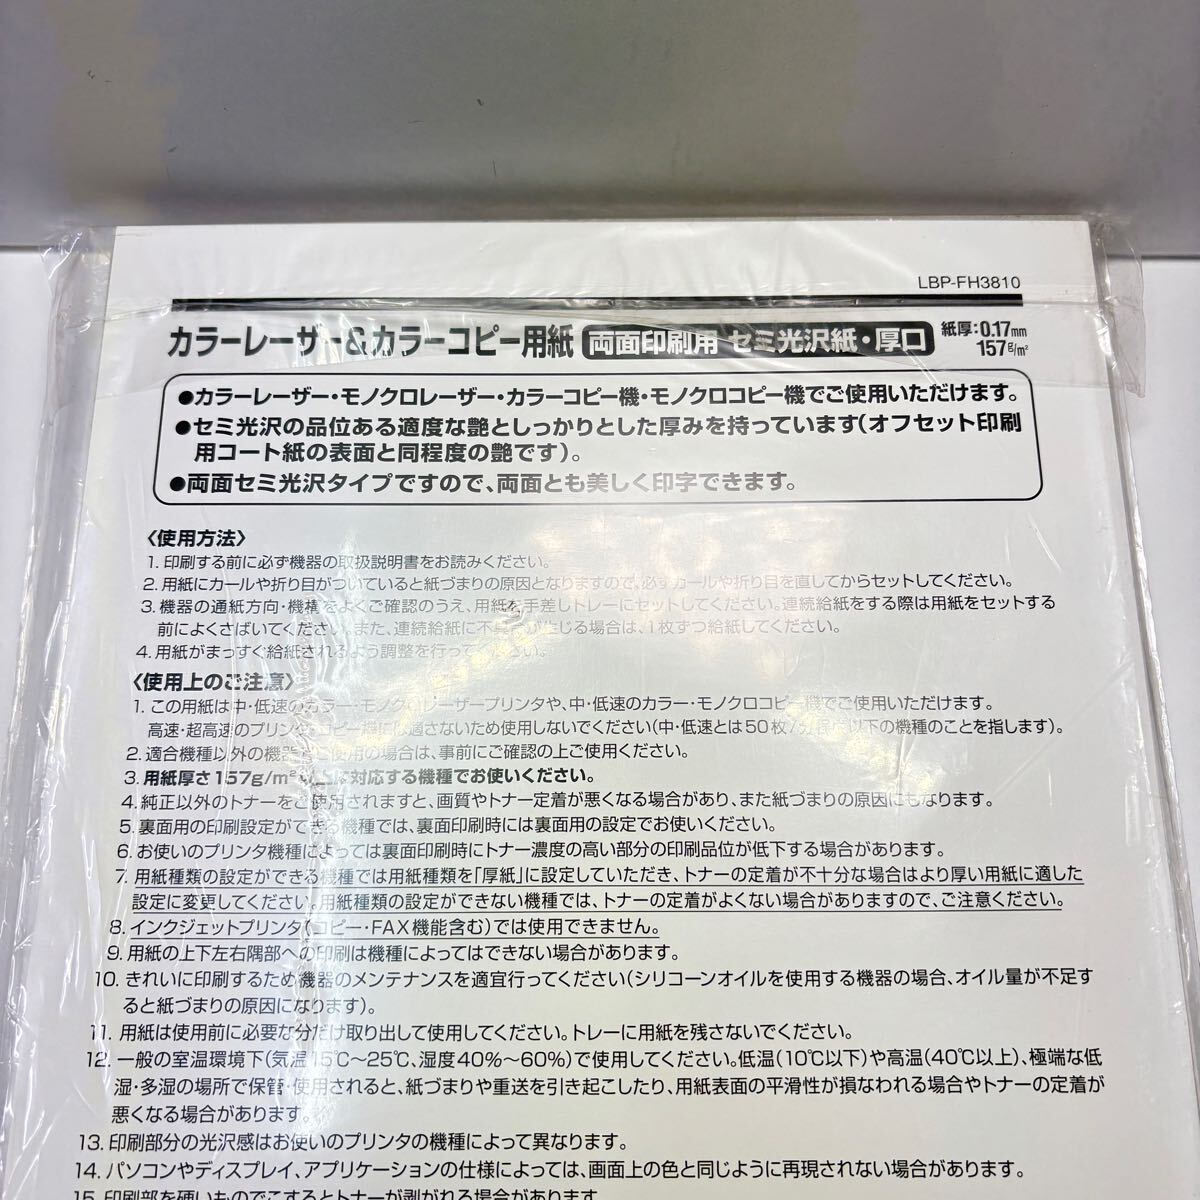 LBP-FH3810
カラーレーザー&カラーコピー用紙 両面印刷用 セミ光沢紙・厚口 紙厚:0.17mm
157g/m²
●カラーレーザー・モノクロレーザー・カラーコピー機・モノクロコピー機でご使用いただけます。
●セミ光沢の品位ある適度な艶としっかりとした厚みを持っています(オフセット印刷
用コート紙の表面と同程度の艶です)。
●両面セミ光沢タイプですので、両面とも美しく印字できます。
〈使用方法〉
1. 印刷する前に必ず機器の取扱説明書をお読みください。
2. 用紙にカールや折り目がついていると紙づまりの原因となりますので、必ずカールや折り目を直してからセットしてください。
3. 機器の通紙方向・機構をよくご確認のうえ、用紙を手差しトレーにセットしてください。連続給紙をする際は用紙をセットする
前によくさばいてください。また、連続給紙に不具合が生じる場合は、1枚ずつ給紙してください。
4. 用紙がまっすぐ給紙されるよう調整を行ってください。
〈使用上のご注意〉
1. この用紙は中・低速のカラー・モノクロレーザープリンタや、中・低速のカラー・モノクロコピー機でご使用いただけます。
高速・超高速のプリンタ、コピー機には適さないため使用しないでください(中・低速とは50枚/分程度以下の機種のことを指します)。
2. 適合機種以外の機器でご使用の場合は、事前にご確認の上ご使用ください。
3. 用紙厚さ157g/m²以上に対応する機種でお使いください。
4. 純正以外のトナーをご使用されますと、画質やトナー定着が悪くなる場合があり、また紙づまりの原因にもなります。
5. 裏面用の印刷設定ができる機種では、裏面印刷時には裏面用の設定でお使いください。
6. お使いのプリンタ機種によっては裏面印刷時にトナー濃度の高い部分の印刷品位が低下する場合があります。
7. 用紙種類の設定ができる機種では用紙種類を「厚紙」に設定していただき、トナーの定着が不十分な場合はより厚い用紙に適した
設定に変更してください。用紙種類の設定ができない機種では、トナーの定着がよくない場合がありますので、ご注意ください。
8. インクジェットプリンタ(コピー・FAX機能含む)では使用できません。
9. 用紙の上下左右隅部への印刷は機種によってはできない場合があります。
10. きれいに印刷するため機器のメンテナンスを適宜行ってください(シリコーンオイルを使用する機器の場合、オイル量が不足す
ると紙づまりの原因になります)。
11. 用紙は使用前に必要な分だけ取り出して使用してください。トレーに用紙を残さないでください。
12. 一般の室温環境下(気温15℃〜25℃、湿度40%〜60%)で使用してください。低温(10℃以下)や高温(40℃以上)、極端な低
湿・多湿の場所で保管・使用されると、紙づまりや重送を引き起こしたり、用紙表面の平滑性が損なわれる場合やトナーの定着が
悪くなる場合があります。
13. 印刷部分の光沢感はお使いのプリンタの機種によって異なります。
14. パソコンやディスプレイ、アプリケーションの仕様によっては、画面上の色と同じように再現されない場合があります。
15. 印刷部を硬いものでこするとトナーが剥がれる場合があります。